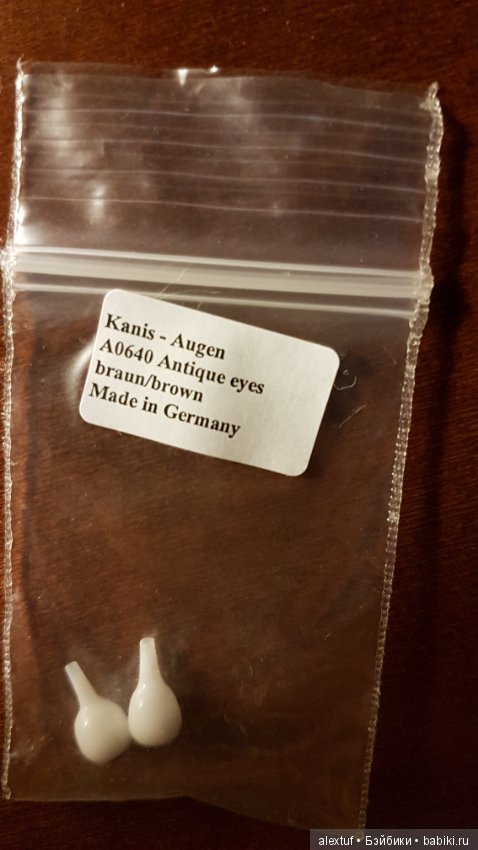 Kanis - Augen
A0640 Antique eyes
braun/brown
Made in Germany
alextuf • Бэйбики • babiki.ru